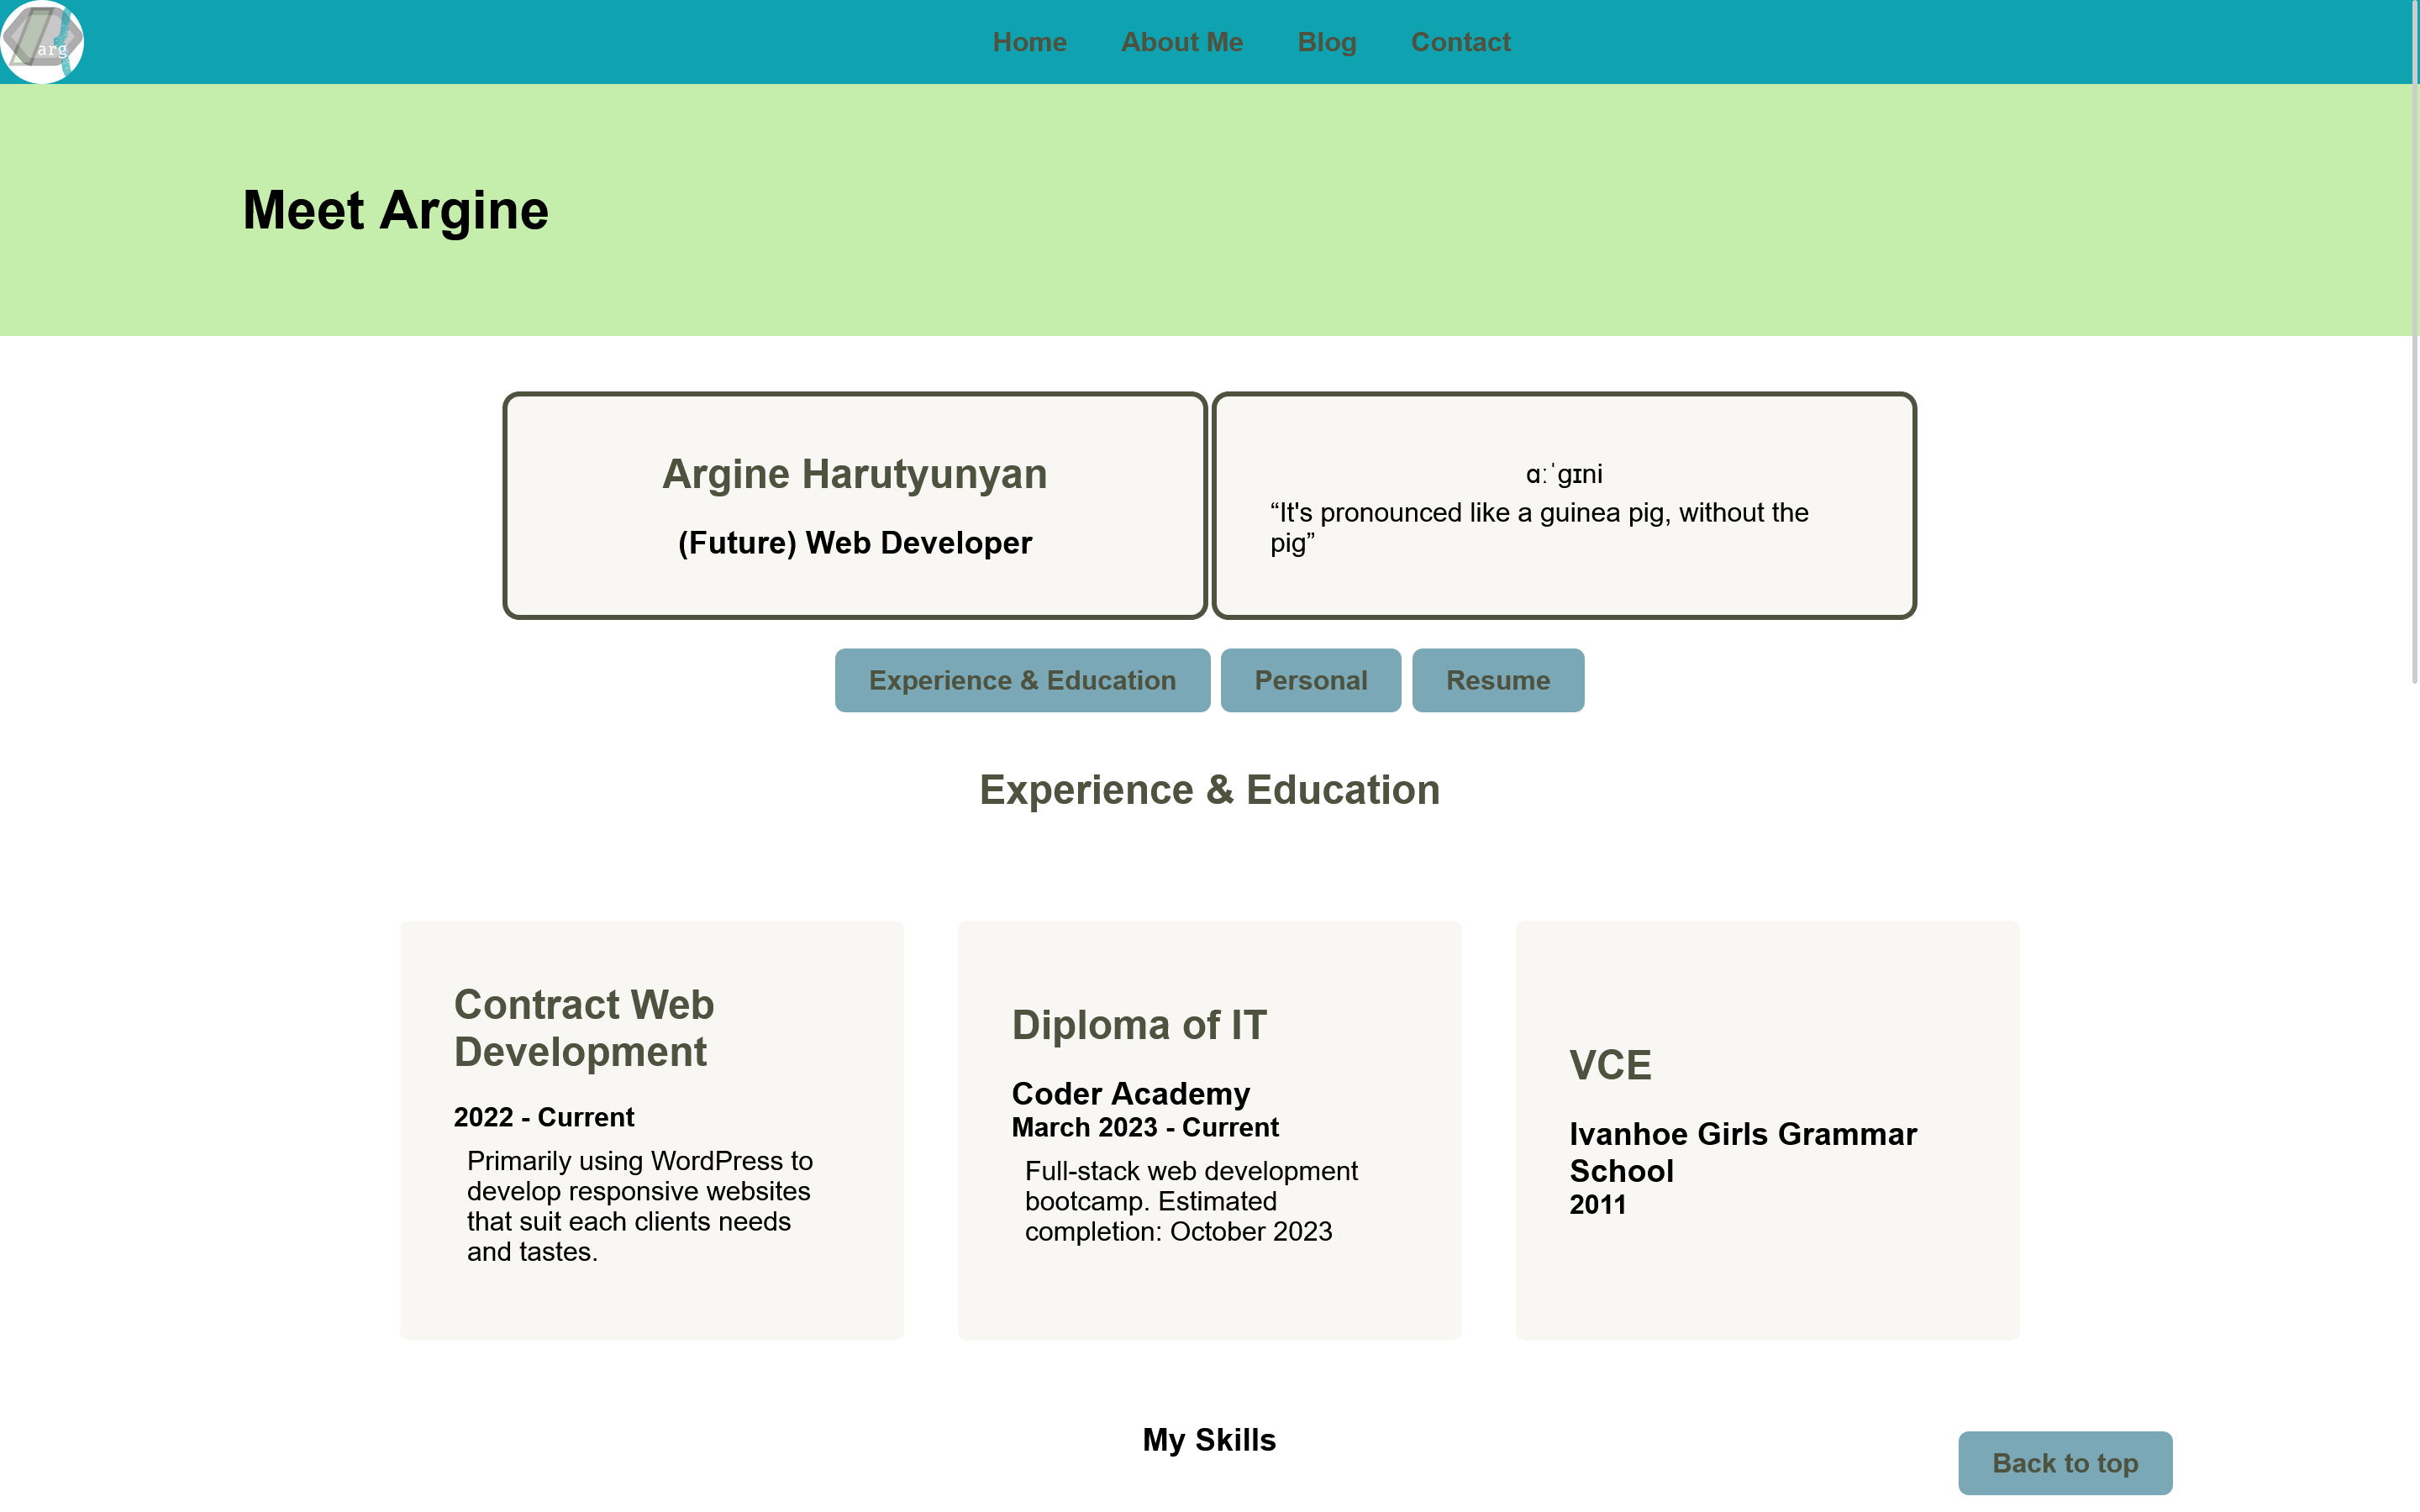 arg
Home About Me Blog Contact
Meet Argine
Argine Harutyunyan
(Future) Web Developer
ɑːˈɡɪni
“It's pronounced like a guinea pig, without the
pig”
Experience & Education Personal Resume
Experience & Education
Contract Web
Development
2022 - Current
Primarily using WordPress to
develop responsive websites
that suit each clients needs
and tastes.
Diploma of IT
Coder Academy
March 2023 - Current
Full-stack web development
bootcamp. Estimated
completion: October 2023
VCE
Ivanhoe Girls Grammar
School
2011
My Skills
Back to top